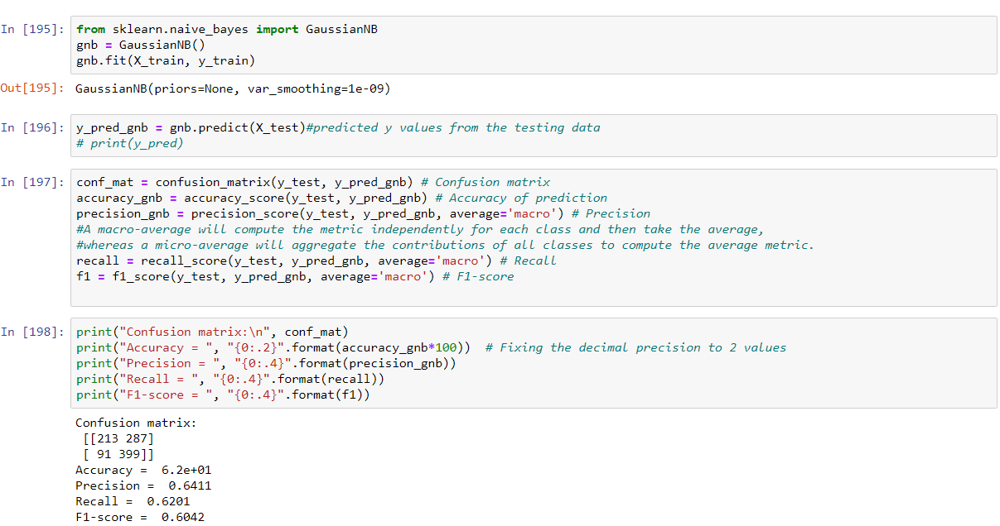 In [195]: from sklearn.naive_bayes import GaussianNB
gnb = GaussianNB()
gnb.fit(X_train, y_train)
Out[195]: GaussianNB(priors=None, var_smoothing=1e-09)
In [196]: y_pred_gnb = gnb.predict(X_test)#predicted y values from the testing data
# print(y_pred)
In [197]: conf_mat = confusion_matrix(y_test, y_pred_gnb) # Confusion matrix
accuracy_gnb = accuracy_score(y_test, y_pred_gnb) # Accuracy of prediction
precision_gnb = precision_score(y_test, y_pred_gnb, average='macro') # Precision
#A macro-average will compute the metric independently for each class and then take the average,
#whereas a micro-average will aggregate the contributions of all classes to compute the average metric.
recall = recall_score(y_test, y_pred_gnb, average='macro') # Recall
f1 = f1_score(y_test, y_pred_gnb, average='macro') # F1-score
In [198]: print("Confusion matrix:\n", conf_mat)
print("Accuracy = ", "{0:.2}".format(accuracy_gnb*100))  # Fixing the decimal precision to 2 values
print("Precision = ", "{0:.4}".format(precision_gnb))
print("Recall = ", "{0:.4}".format(recall))
print("F1-score = ", "{0:.4}".format(f1))
Confusion matrix:
 [[213 287]
 [ 91 399]]
Accuracy =  6.2e+01
Precision =  0.6411
Recall =  0.6201
F1-score =  0.6042